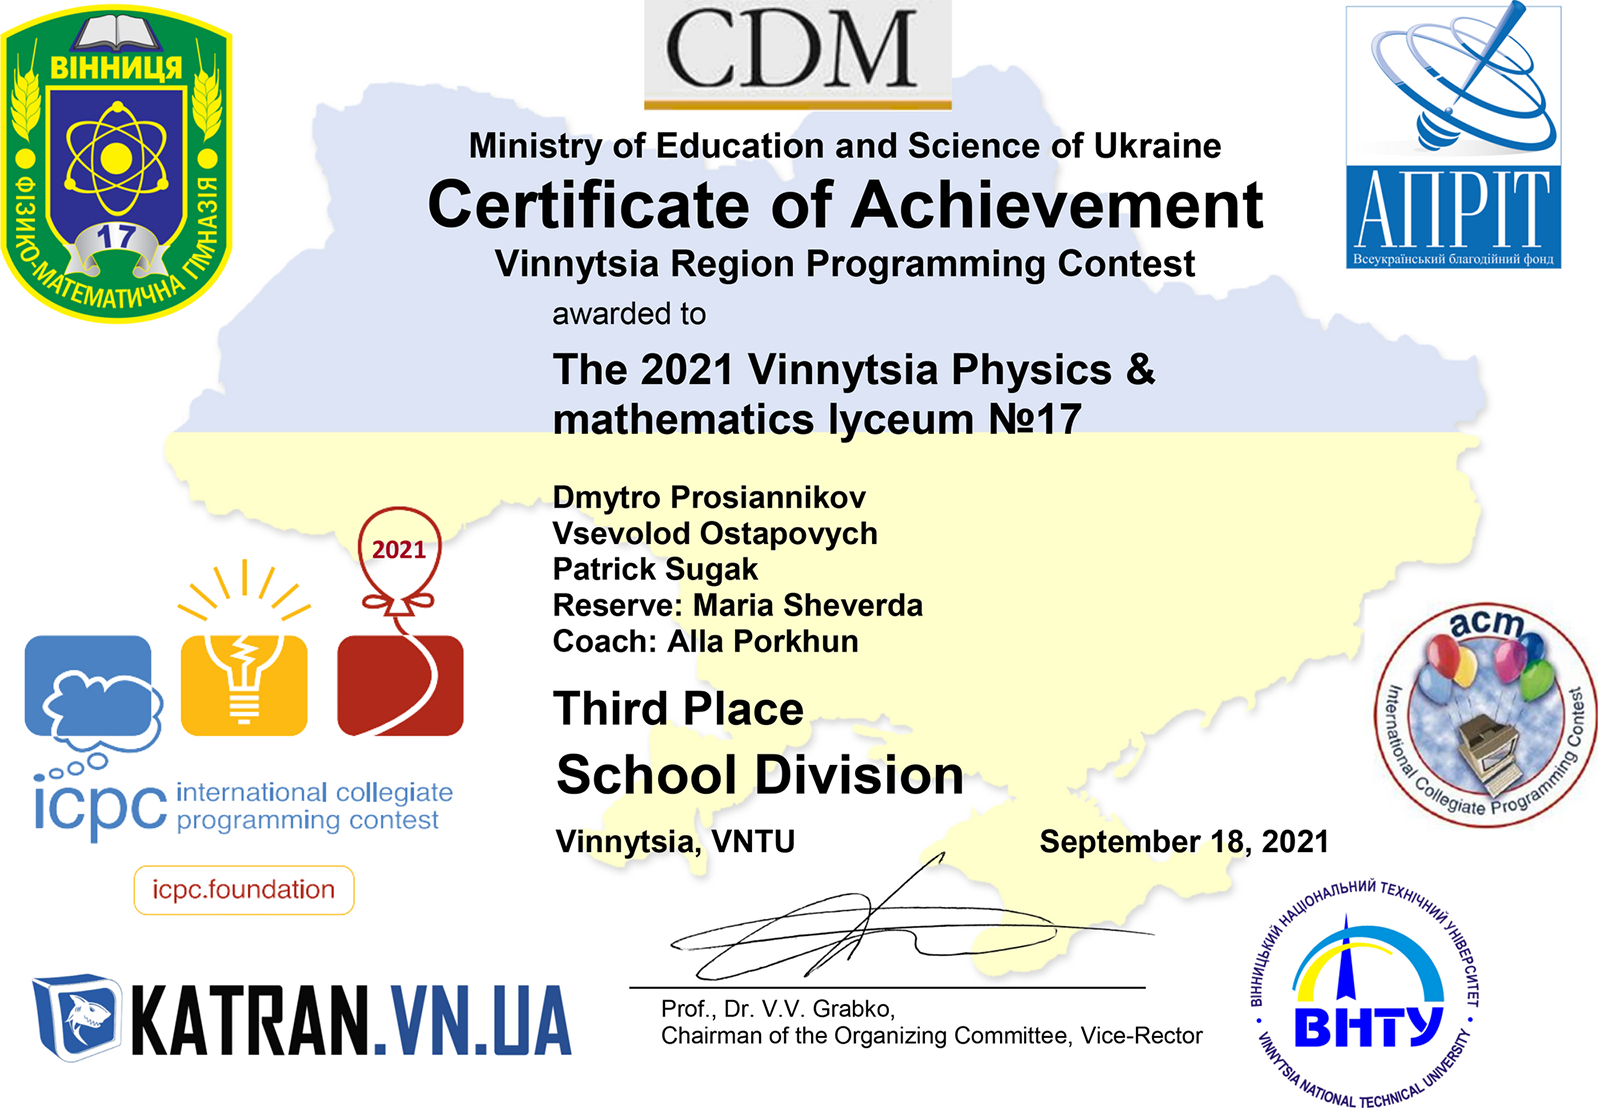 ВІННИЦЯ
17
ФІЗИКО-МАТЕМАТИЧНА ГІМНАЗІЯ
CDM
АПРІТ
Всеукраїнський благодійний фонд
Ministry of Education and Science of Ukraine
Certificate of Achievement
Vinnytsia Region Programming Contest
awarded to
The 2021 Vinnytsia Physics &
mathematics lyceum №17
Dmytro Prosiannikov
Vsevolod Ostapovych
Patrick Sugak
Reserve: Maria Sheverda
Coach: Alla Porkhun
Third Place
School Division
Vinnytsia, VNTU
September 18, 2021
2021
icpc
international collegiate
programming contest
icpc.foundation
acm
International Collegiate Programming Contest
KATRAN.VN.UA
Prof., Dr. V.V. Grabko,
Chairman of the Organizing Committee, Vice-Rector
ВІННИЦЬКИЙ НАЦІОНАЛЬНИЙ ТЕХНІЧНИЙ УНІВЕРСИТЕТ
ВНТУ
• VINNYTSIA NATIONAL TECHNICAL UNIVERSITY •